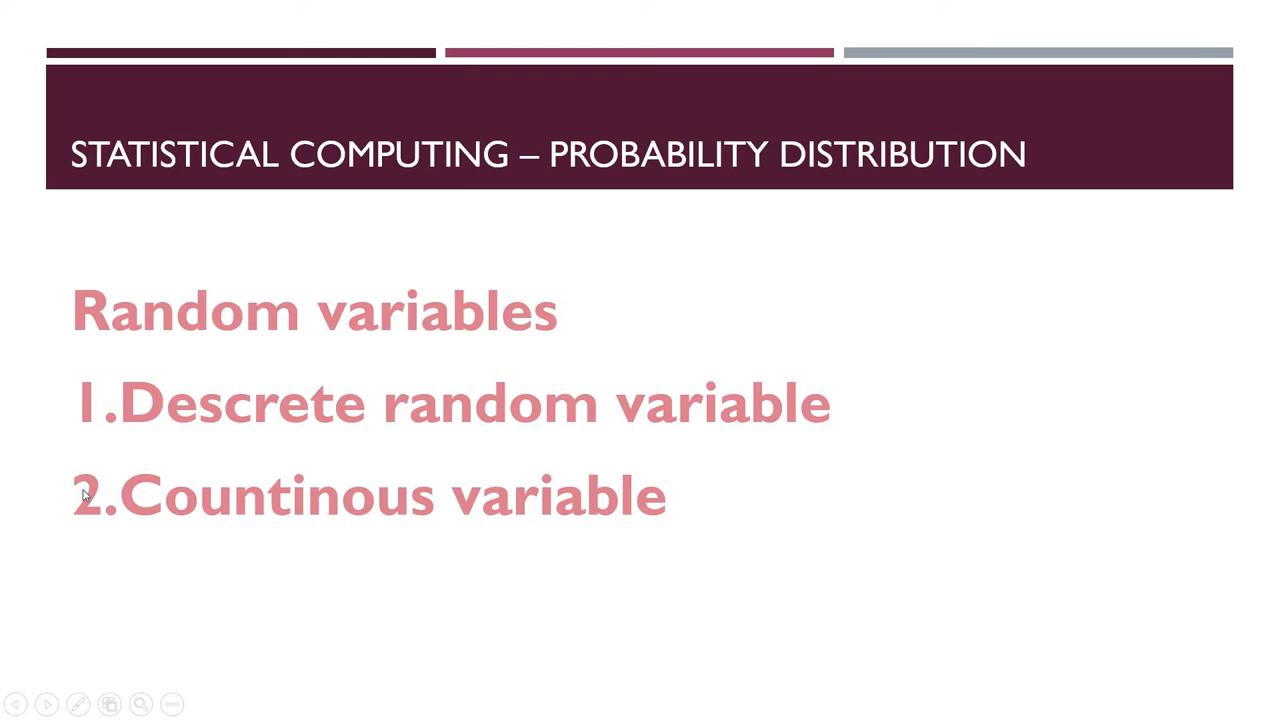 STATISTICAL COMPUTING – PROBABILITY DISTRIBUTION
Random variables
1.Descrete random variable
2.Countinous variable